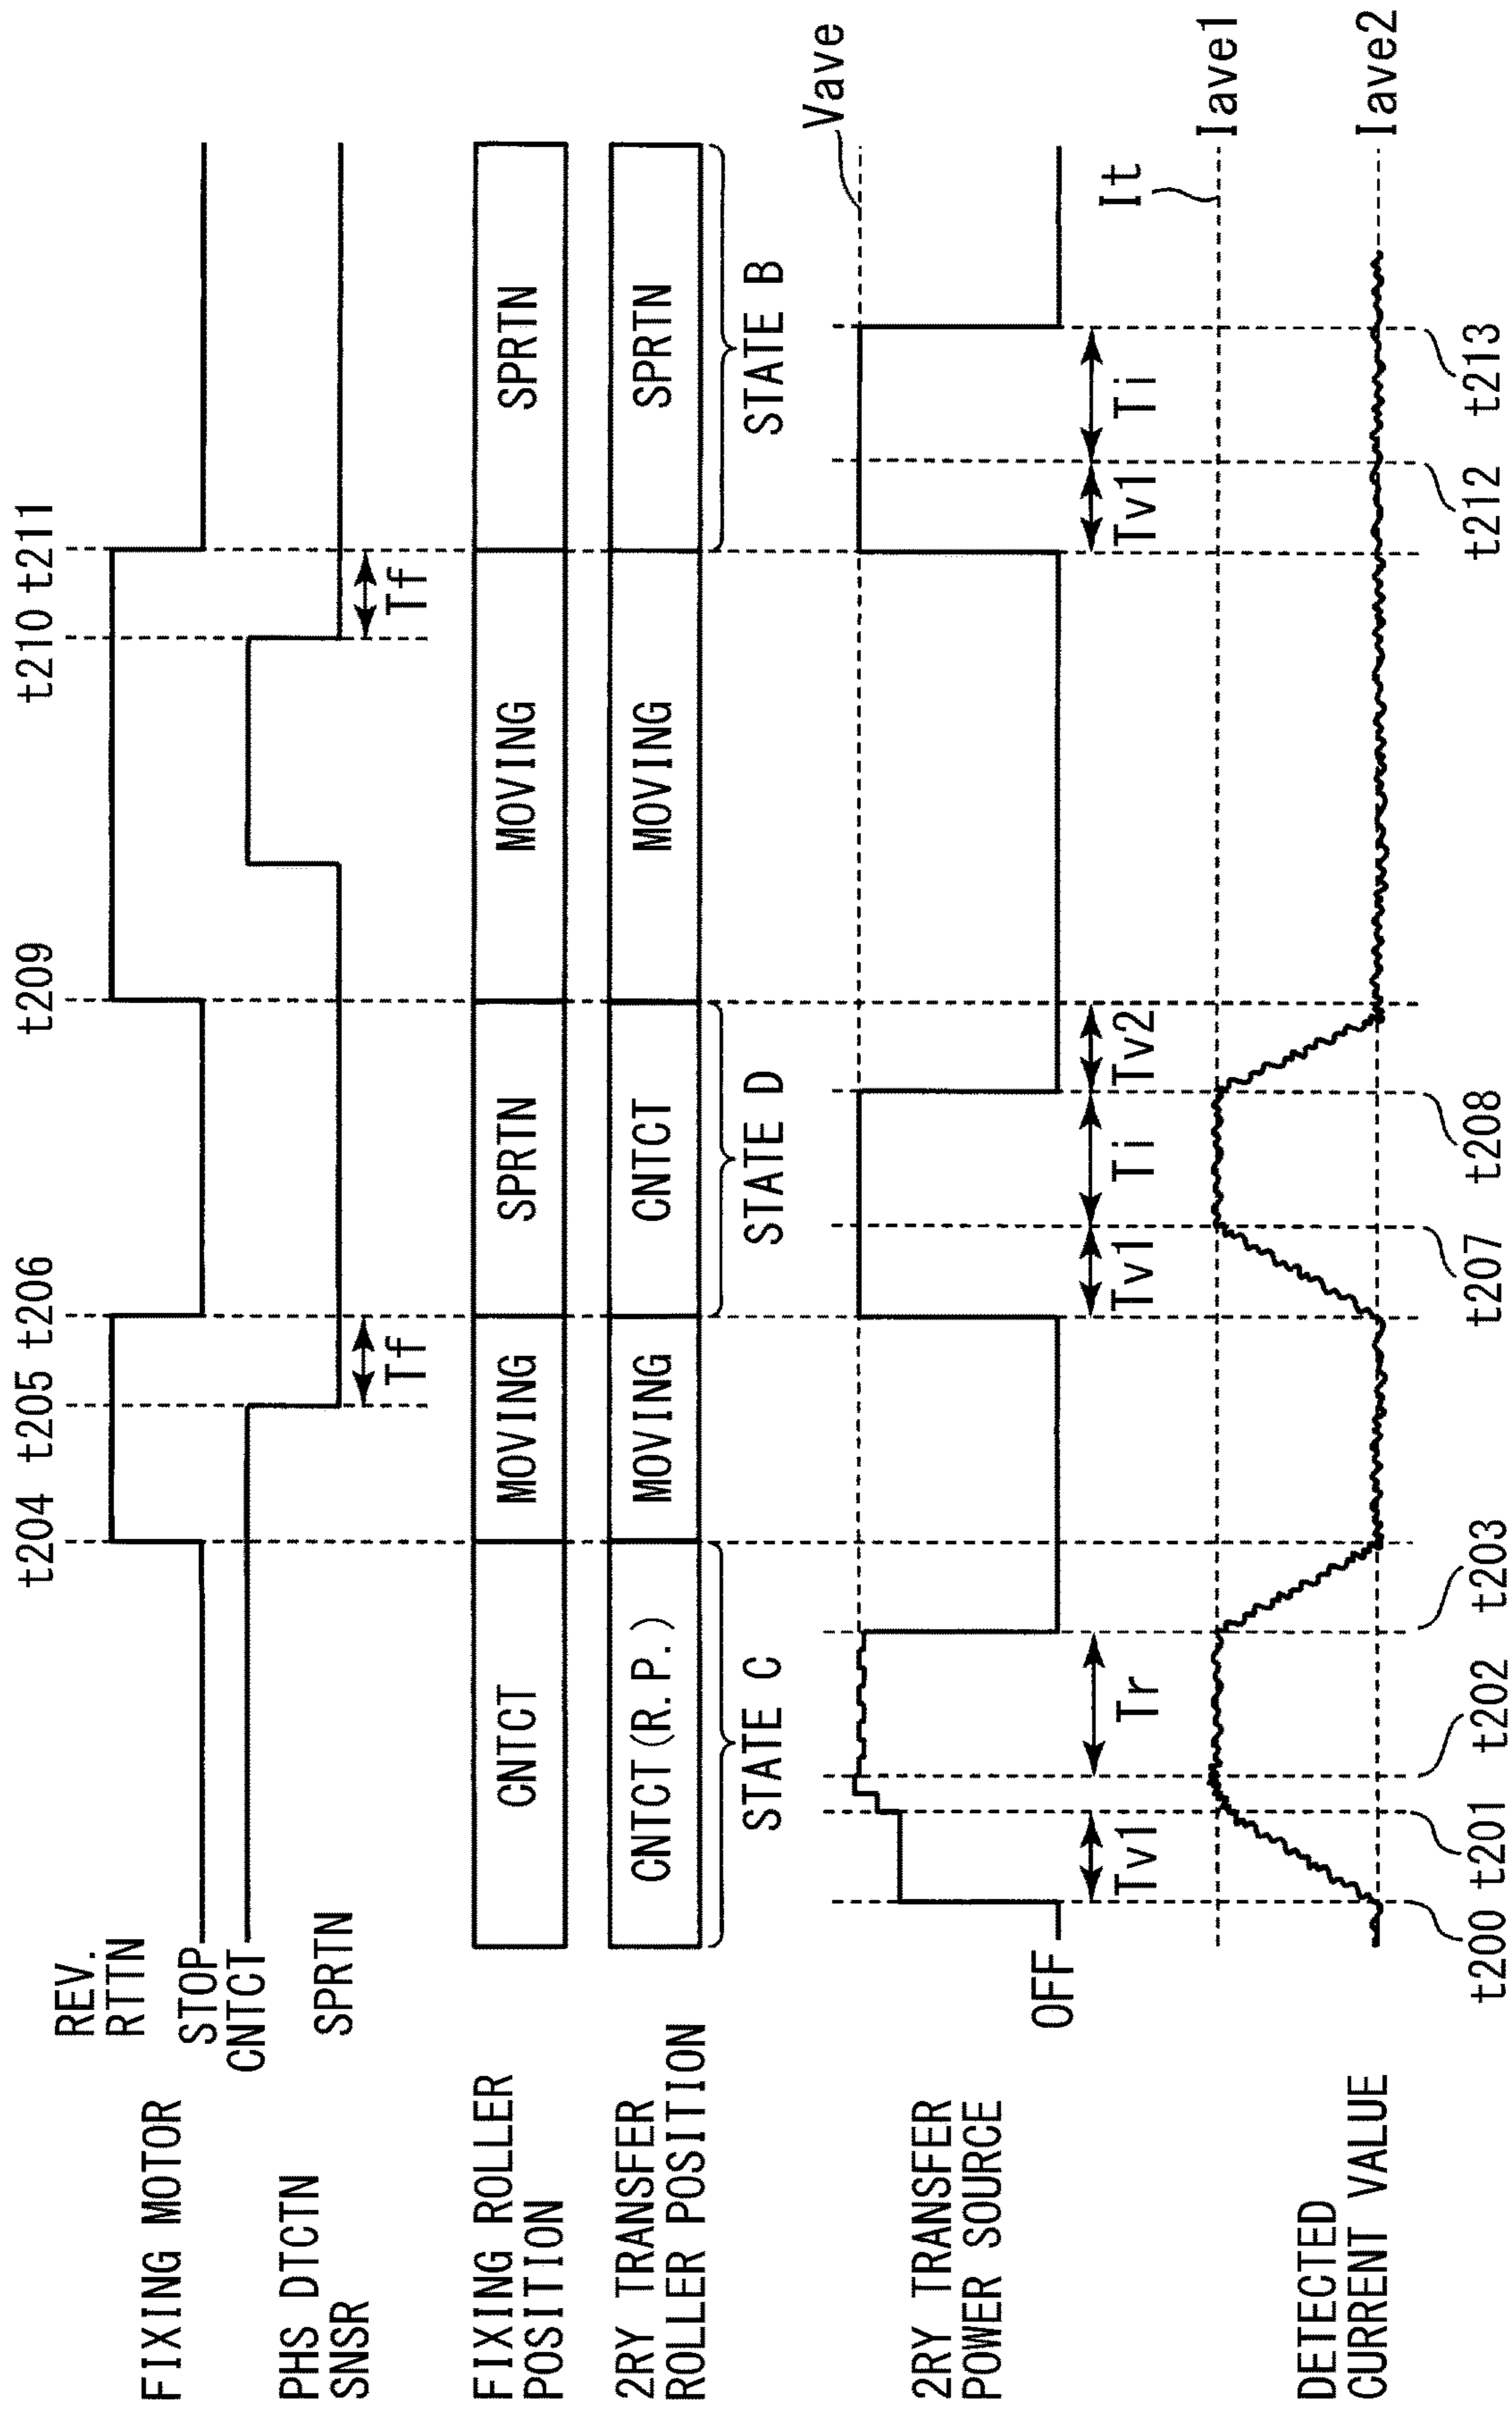 t204 t205 t206
t209
t210 t211
FIXING MOTOR
REV.
RTTN
STOP
PHS DTCTN
SNSR
CNTCT
SPRTN
Tf
Tf
FIXING ROLLER
POSITION
CNTCT
MOVING
SPRTN
MOVING
SPRTN
2RY TRANSFER
ROLLER POSITION
CNTCT(R.P.)
MOVING
CNTCT
MOVING
SPRTN
STATE C
STATE D
STATE B
2RY TRANSFER
POWER SOURCE
OFF
Vave
Tv1
Tr
Tv1
Ti
Tv2
Tv1
Ti
It
DETECTED
CURRENT VALUE
Iave1
Iave2
t200
t201
t202
t203
t207
t208
t212
t213